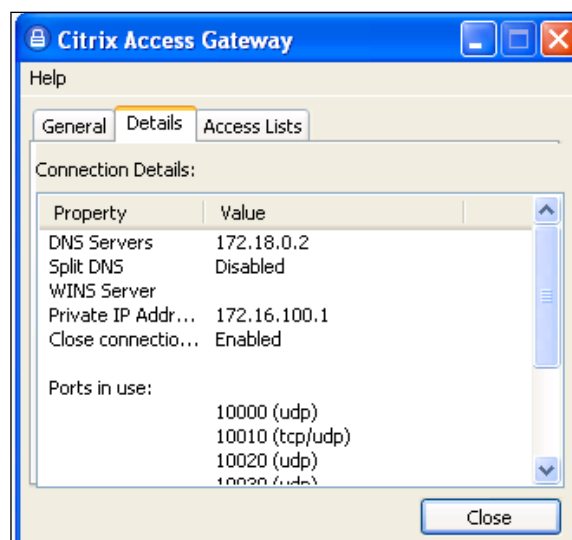 Citrix Access Gateway
Help
General Details Access Lists
Connection Details:
Property Value
DNS Servers 172.18.0.2
Split DNS Disabled
WINS Server
Private IP Addr... 172.16.100.1
Close connectio... Enabled
Ports in use:
10000 (udp)
10010 (tcp/udp)
10020 (udp)
10030 (udp)
Close